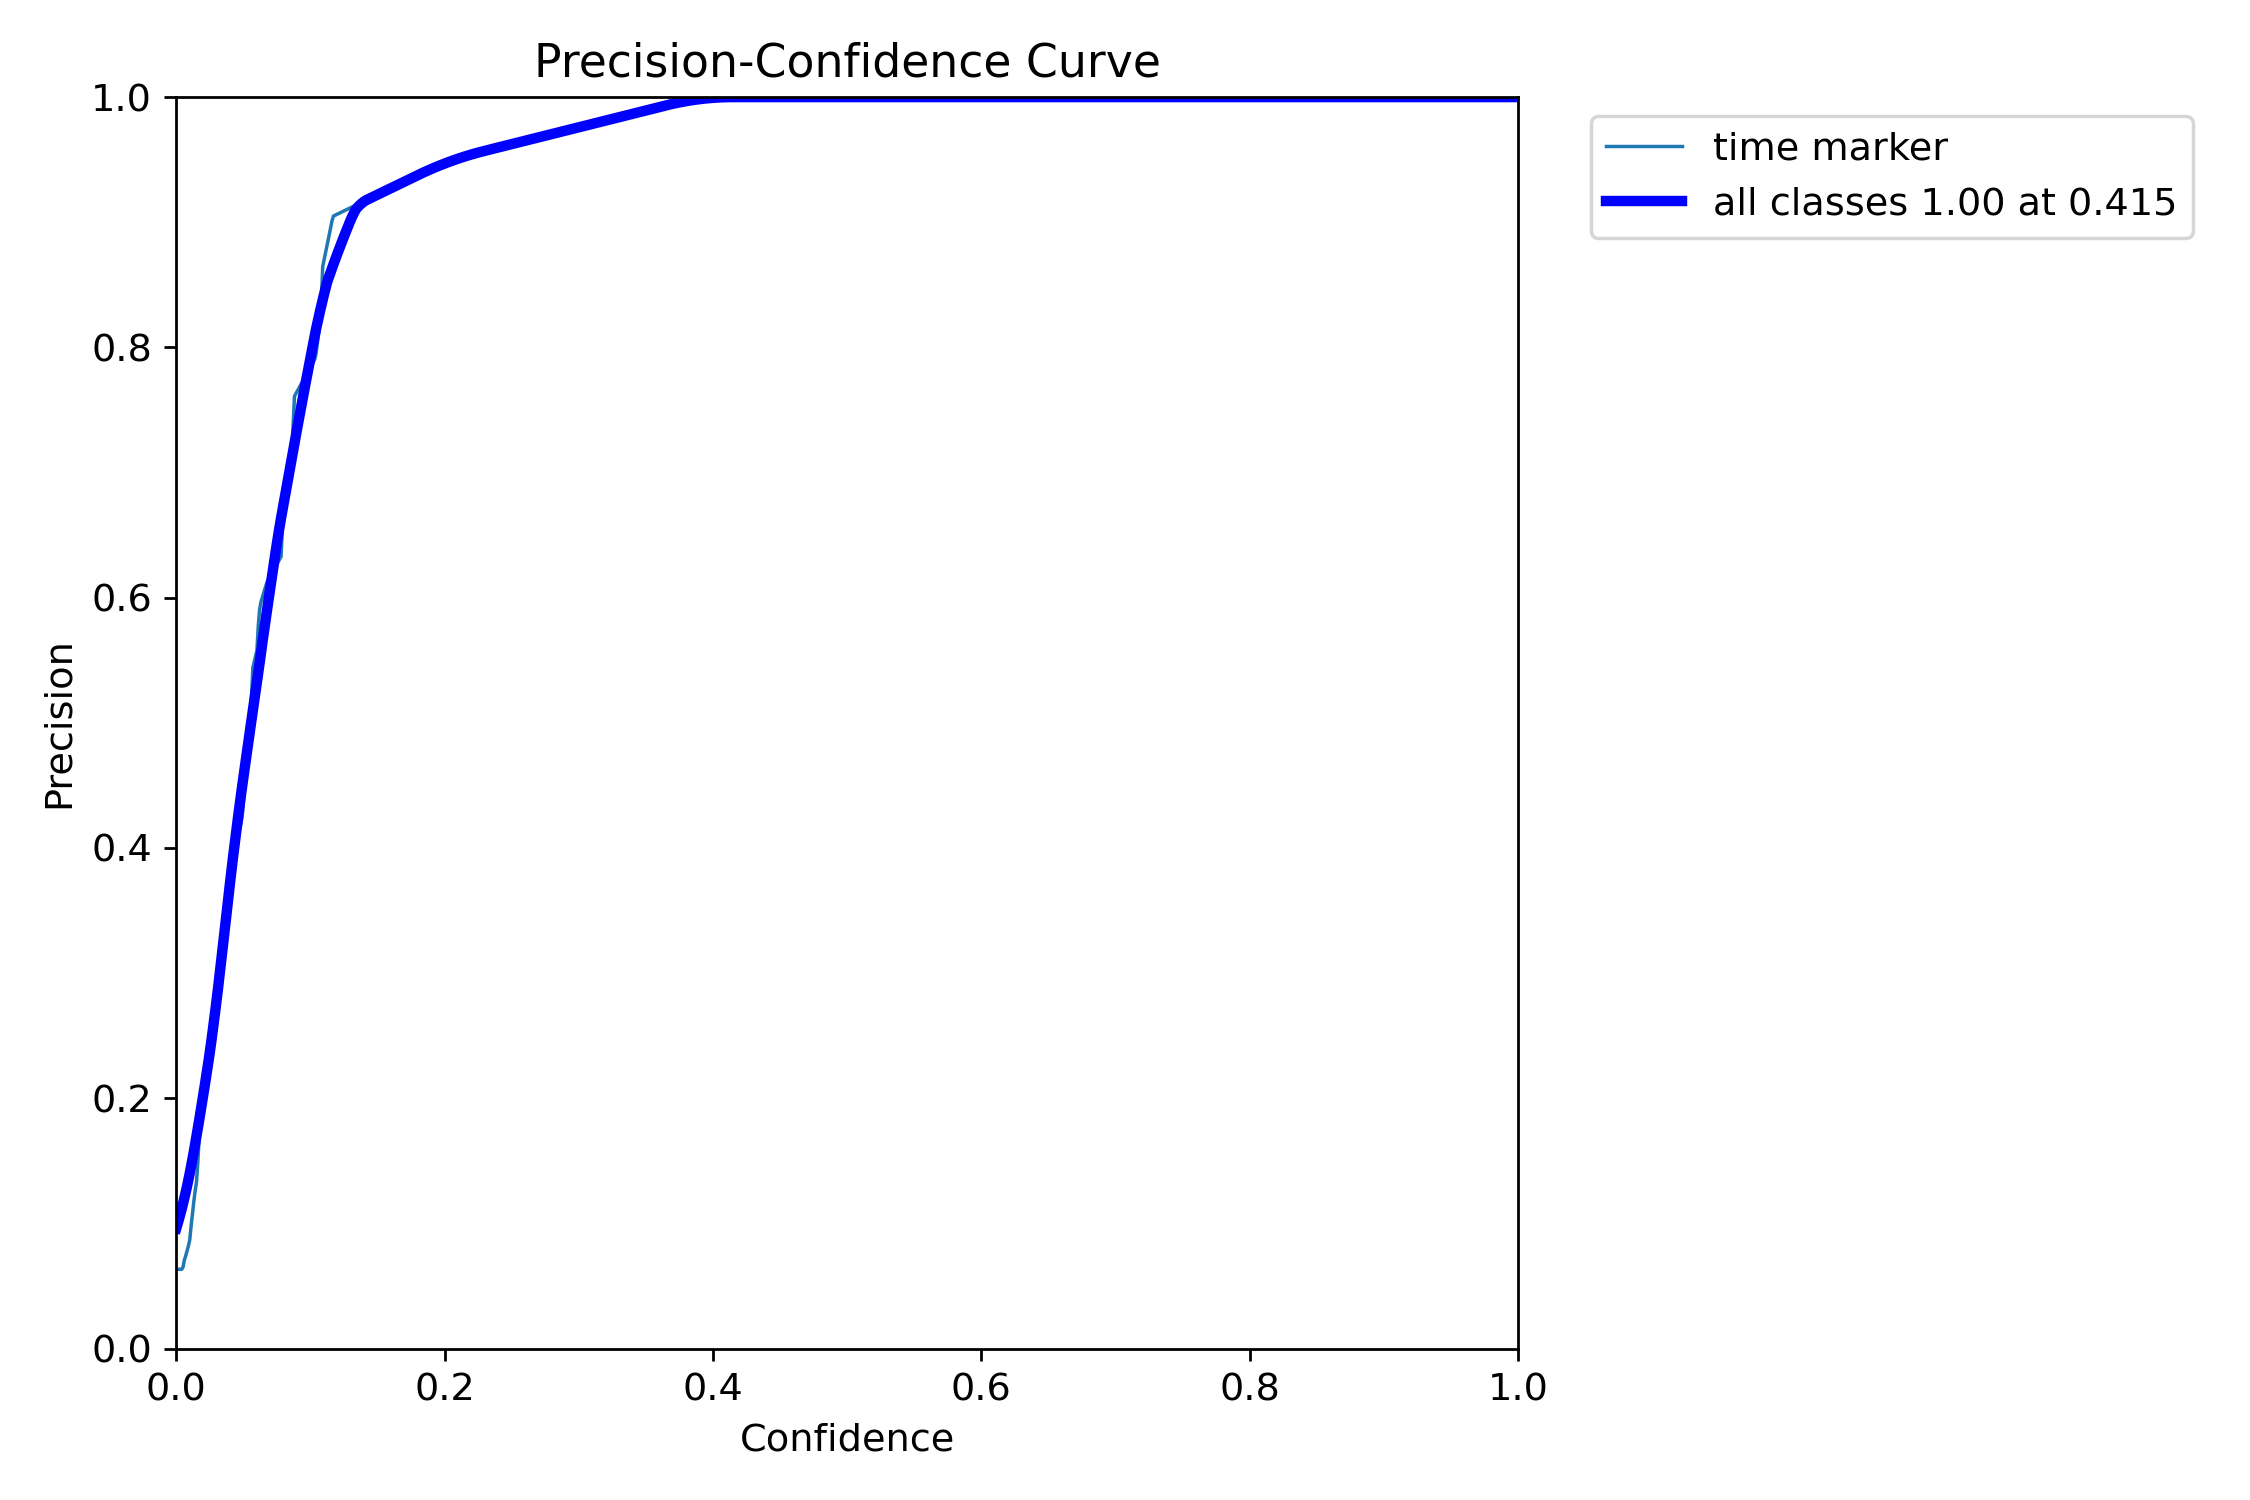 Precision-Confidence Curve
1.0
0.8
0.6
0.4
0.2
0.0
Precision
0.0 0.2 0.4 0.6 0.8 1.0
Confidence
time marker
all classes 1.00 at 0.415